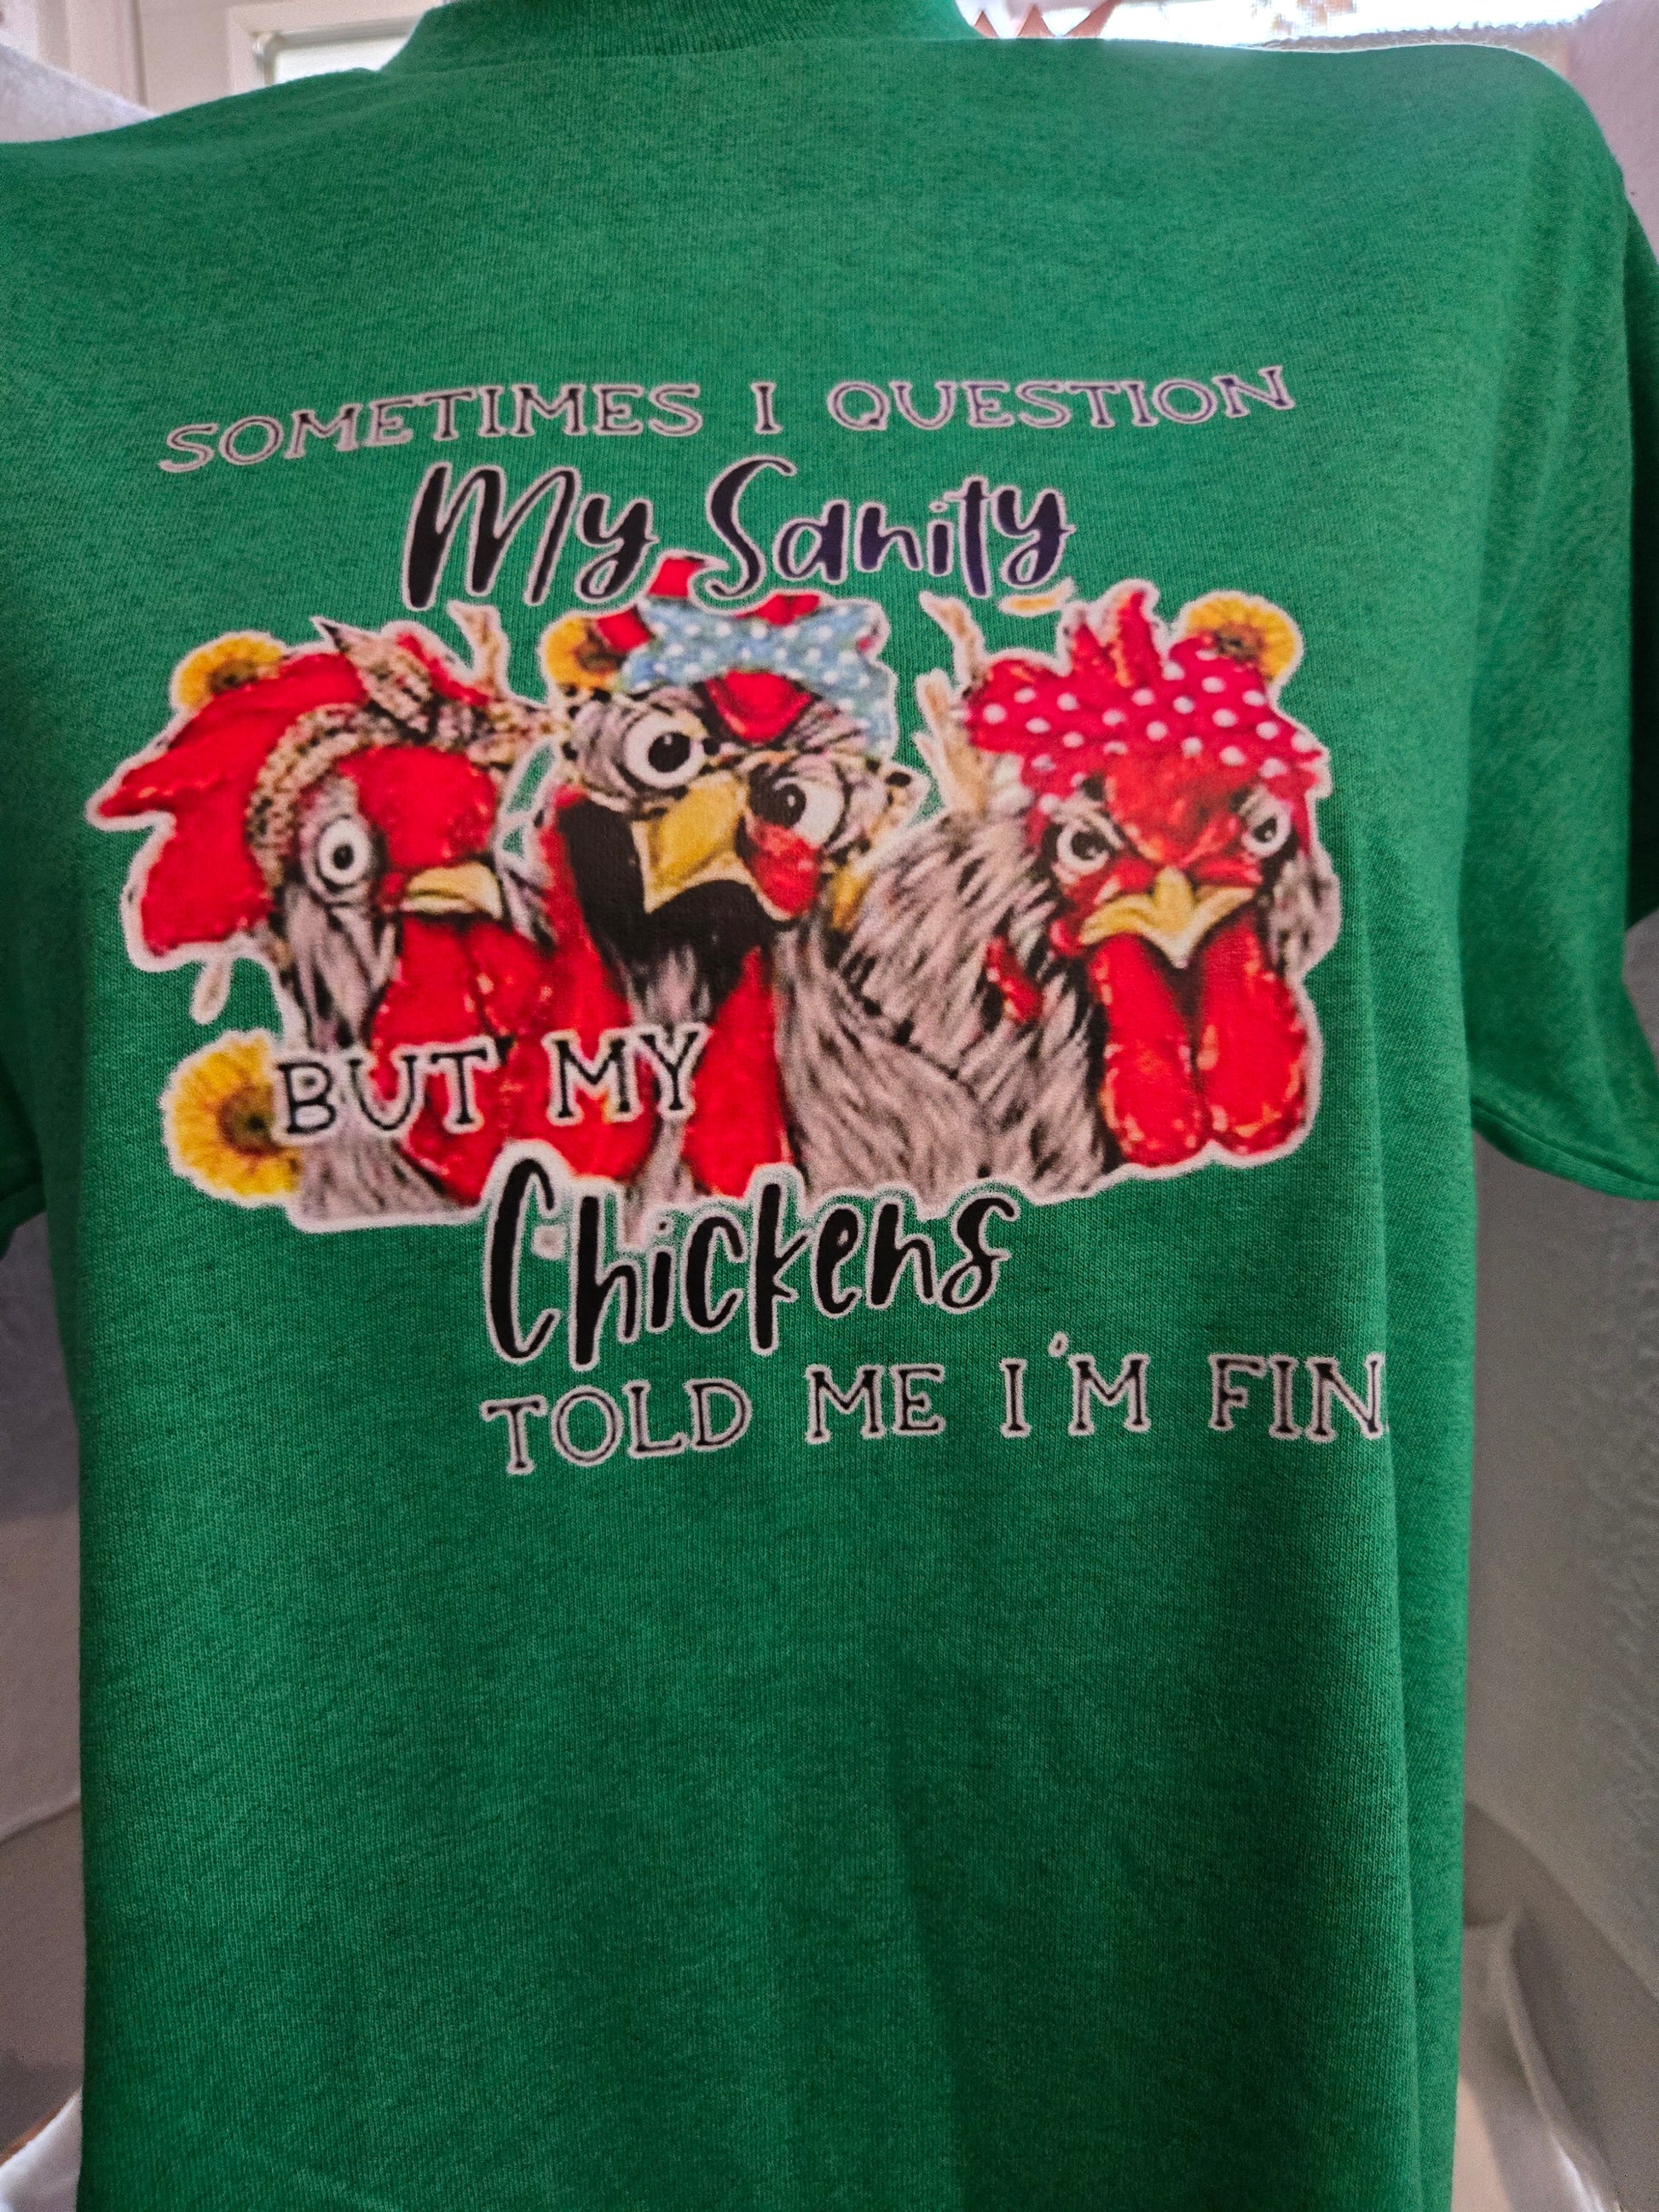 SOMETIMES I QUESTION
My Sanity
BUT MY
Chickens
TOLD ME I'M FIN